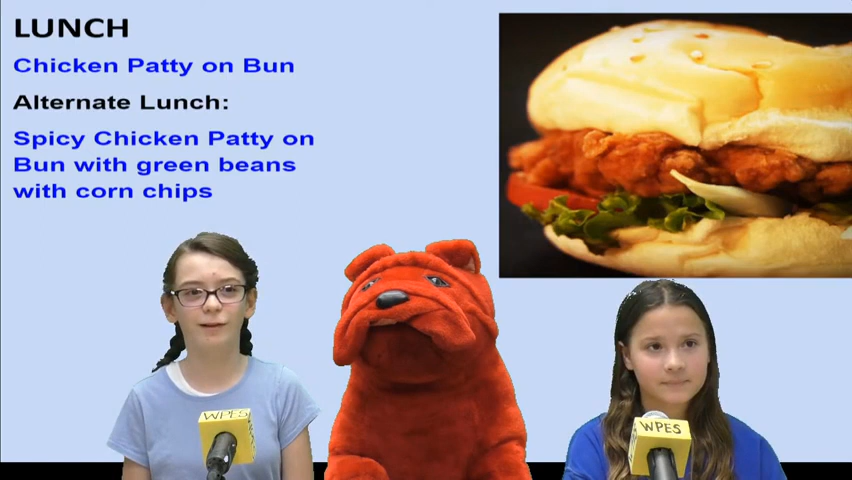 LUNCH
Chicken Patty on Bun
Alternate Lunch:
Spicy Chicken Patty on
Bun with green beans
with corn chips
WPES
WPES